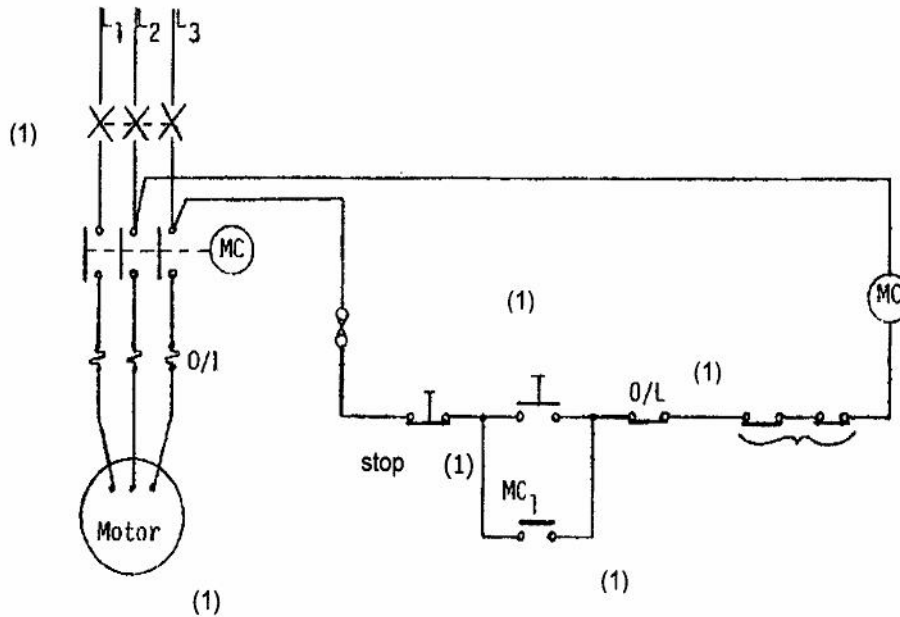 L1 L2 L3
(1)
MC
(1)
MC
O/l
(1)
O/L
stop
(1)
MC1
Motor
(1)
(1)